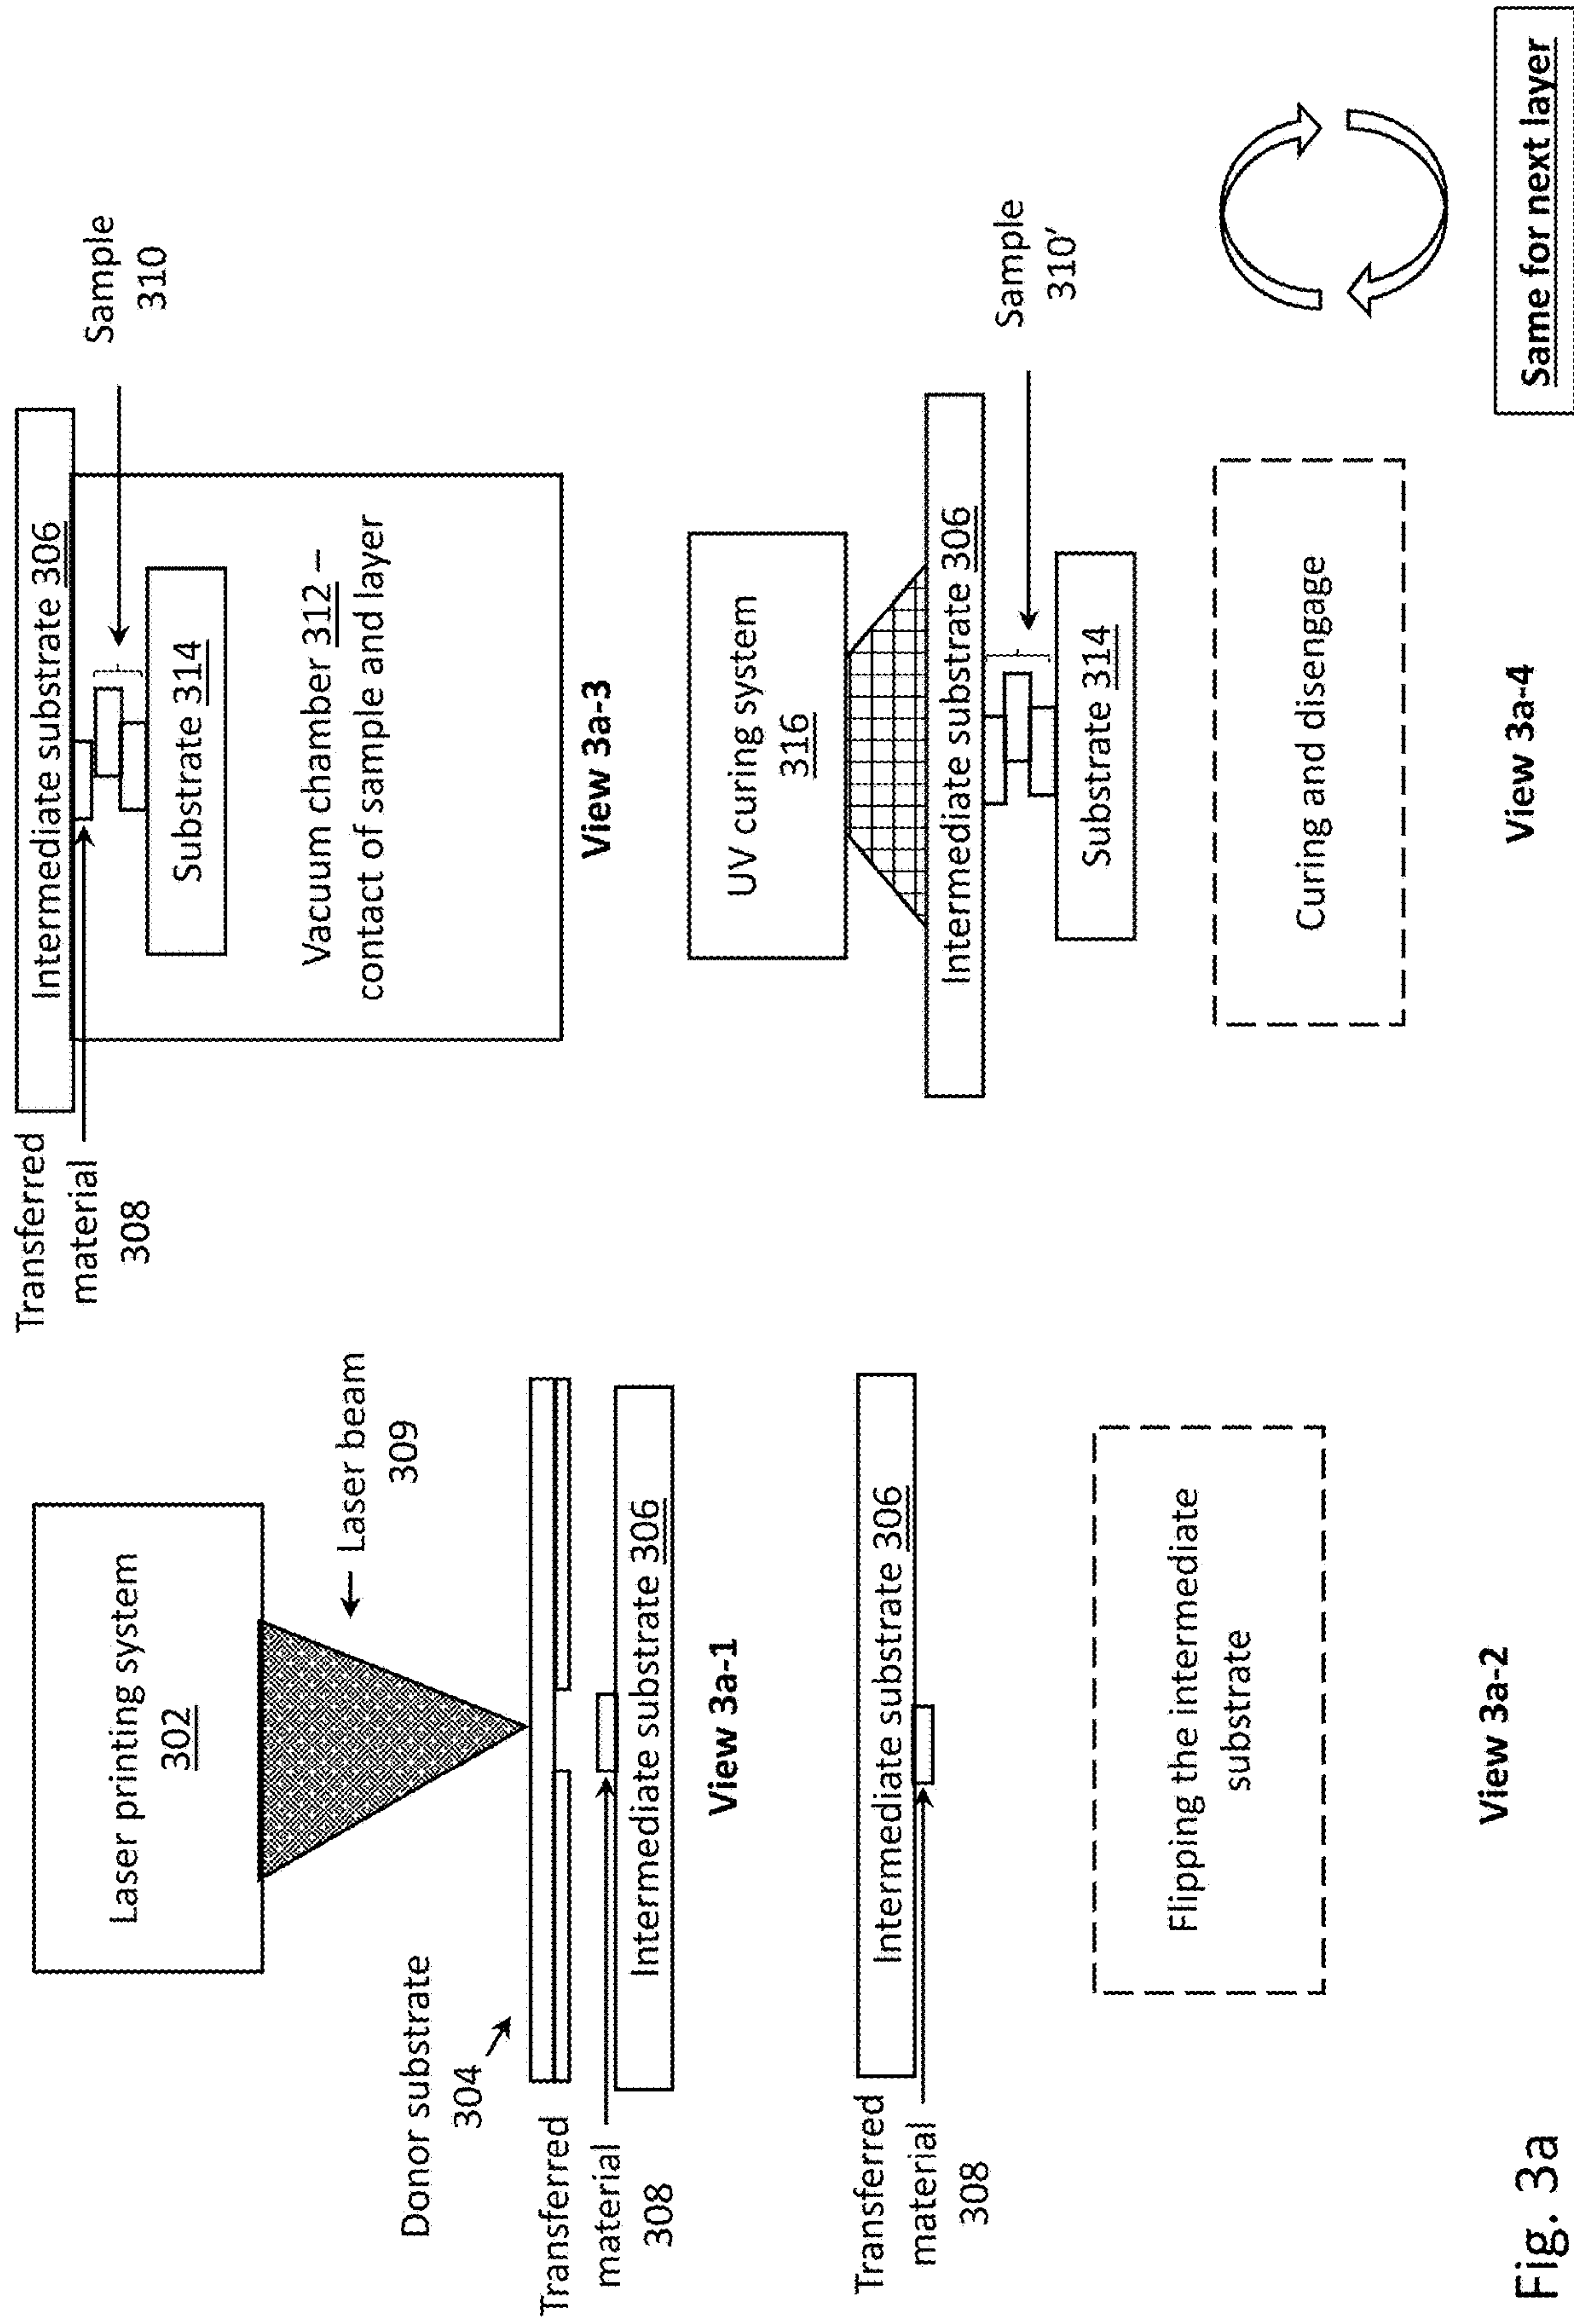 Laser printing system
302
Laser beam
309
Donor substrate
304
Transferred
material
308
Intermediate substrate 306
View 3a-1
Intermediate substrate 306
Transferred
material
308
Flipping the intermediate
substrate
View 3a-2
Transferred
material
308
Intermediate substrate 306
Sample
310
Substrate 314
Vacuum chamber 312 –
contact of sample and layer
View 3a-3
UV curing system
316
Intermediate substrate 306
Sample
310′
Substrate 314
Curing and disengage
View 3a-4
Same for next layer
Fig. 3a